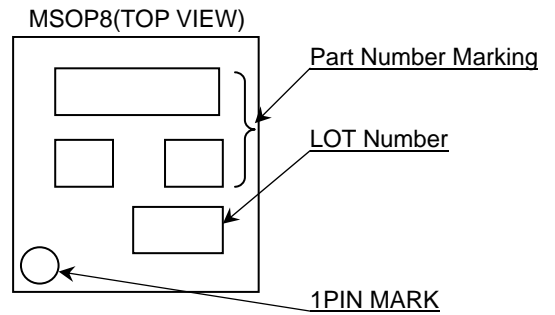 MSOP8(TOP VIEW)
Part Number Marking
LOT Number
1PIN MARK